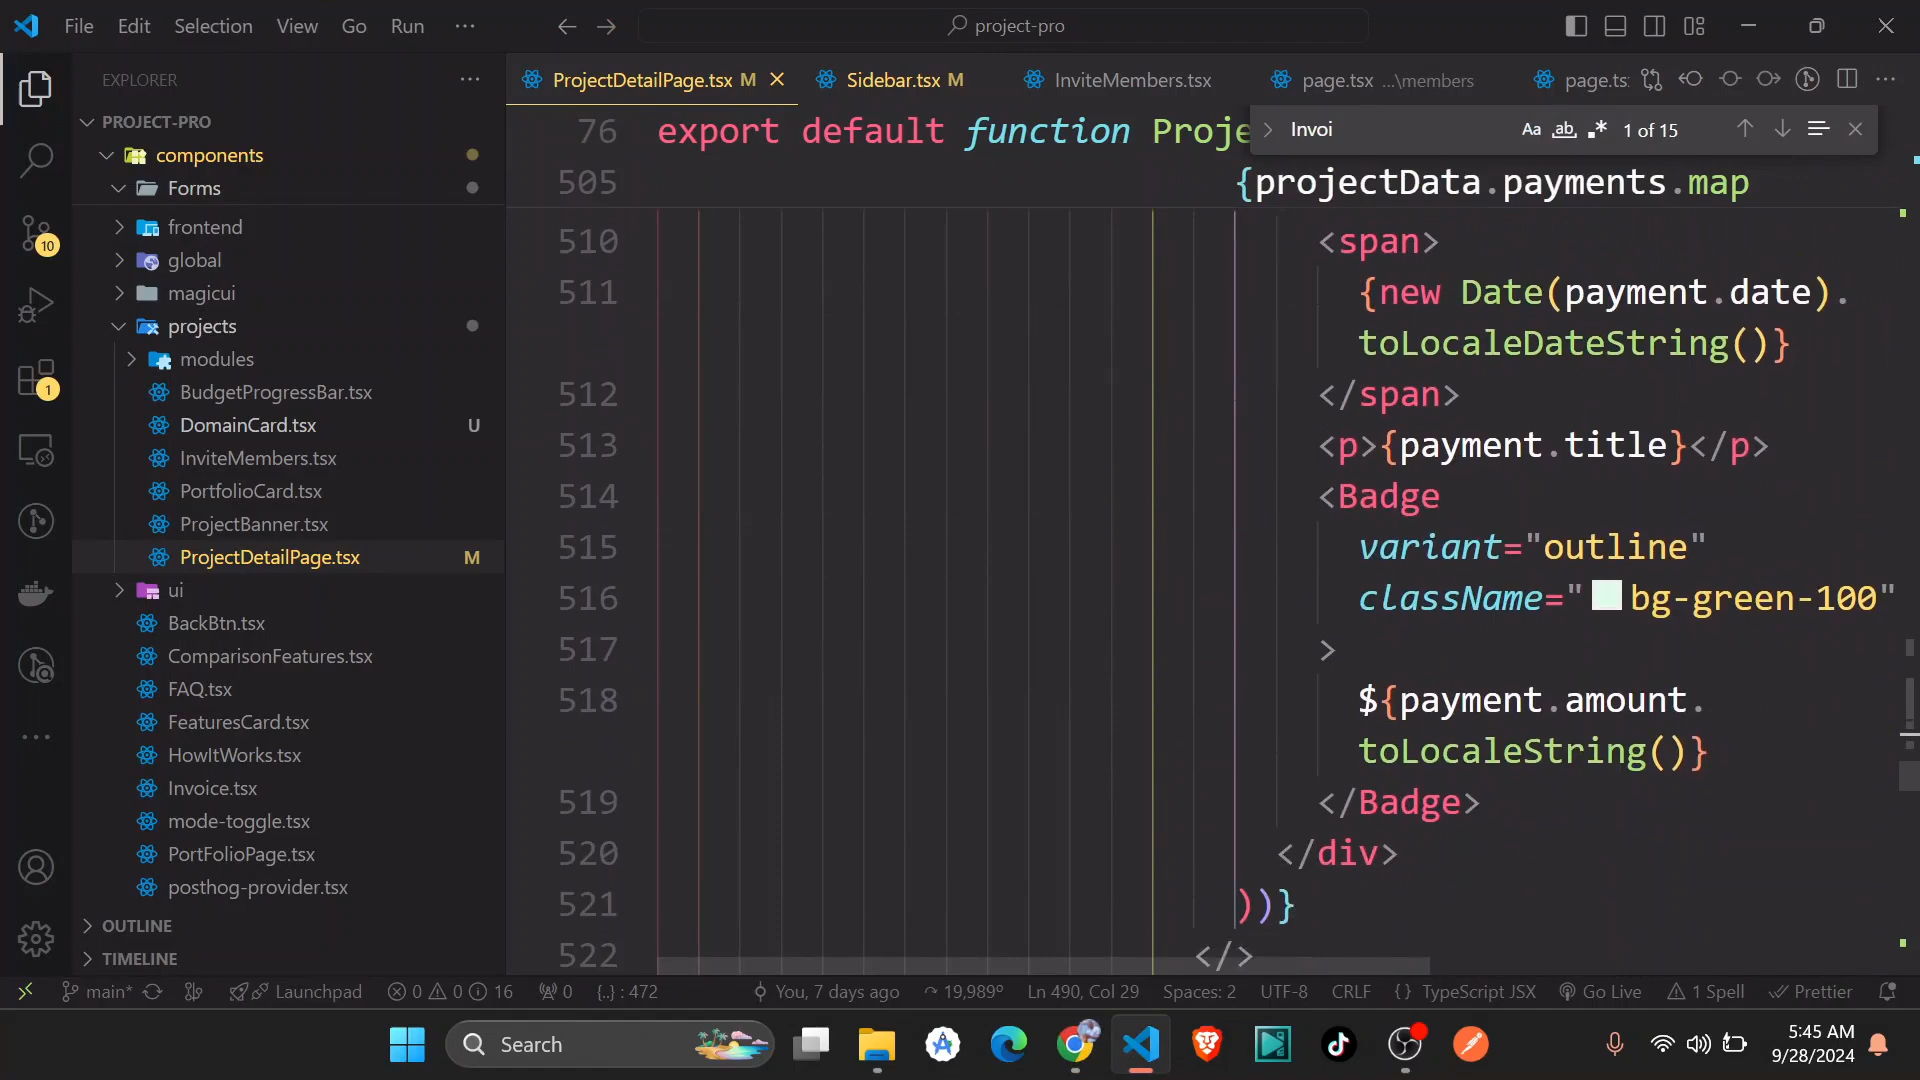 File Edit Selection View Go Run ···
project-pro
EXPLORER
PROJECT-PRO
components
Forms
frontend
global
magicui
projects
modules
BudgetProgressBar.tsx
DomainCard.tsx U
InviteMembers.tsx
PortfolioCard.tsx
ProjectBanner.tsx
ProjectDetailPage.tsx M
ui
BackBtn.tsx
ComparisonFeatures.tsx
FAQ.tsx
FeaturesCard.tsx
HowItWorks.tsx
Invoice.tsx
mode-toggle.tsx
PortFolioPage.tsx
posthog-provider.tsx
OUTLINE
TIMELINE
10
1
ProjectDetailPage.tsx M
Sidebar.tsx M
InviteMembers.tsx
page.tsx ...\members
page.ts
Invoi Aa ab 1 of 15
76 export default function Proje
505 {projectData.payments.map
510 <span>
511 {new Date(payment.date).
toLocaleDateString()}
512 </span>
513 <p>{payment.title}</p>
514 <Badge
515 variant="outline"
516 className="bg-green-100"
517 >
518 ${payment.amount.
toLocaleString()}
519 </Badge>
520 </div>
521 ))}
522 </>
main* Launchpad 0 0 16 0 {..} : 472 You, 7 days ago 19,989º Ln 490, Col 29 Spaces: 2 UTF-8 CRLF {} TypeScript JSX Go Live 1 Spell Prettier
Search
5:45 AM
9/28/2024